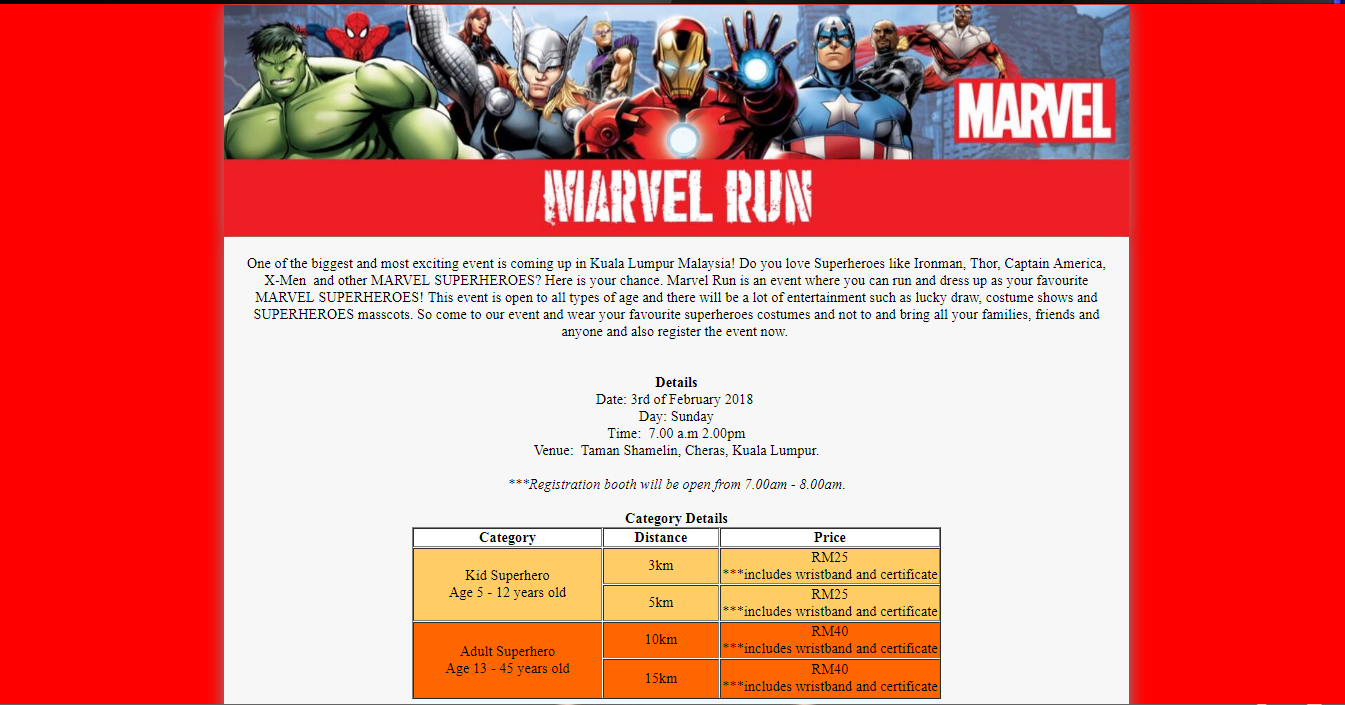 MARVEL
MARVEL RUN
One of the biggest and most exciting event is coming up in Kuala Lumpur Malaysia! Do you love Superheroes like Ironman, Thor, Captain America,
X-Men  and other MARVEL SUPERHEROES? Here is your chance. Marvel Run is an event where you can run and dress up as your favourite
MARVEL SUPERHEROES! This event is open to all types of age and there will be a lot of entertainment such as lucky draw, costume shows and
SUPERHEROES masscots. So come to our event and wear your favourite superheroes costumes and not to and bring all your families, friends and
anyone and also register the event now.
Details
Date: 3rd of February 2018
Day: Sunday
Time:  7.00 a.m 2.00pm
Venue:  Taman Shamelin, Cheras, Kuala Lumpur.
***Registration booth will be open from 7.00am - 8.00am.
Category Details
Category Distance Price
Kid Superhero
Age 5 - 12 years old
3km
RM25
***includes wristband and certificate
5km
RM25
***includes wristband and certificate
Adult Superhero
Age 13 - 45 years old
10km
RM40
***includes wristband and certificate
15km
RM40
***includes wristband and certificate